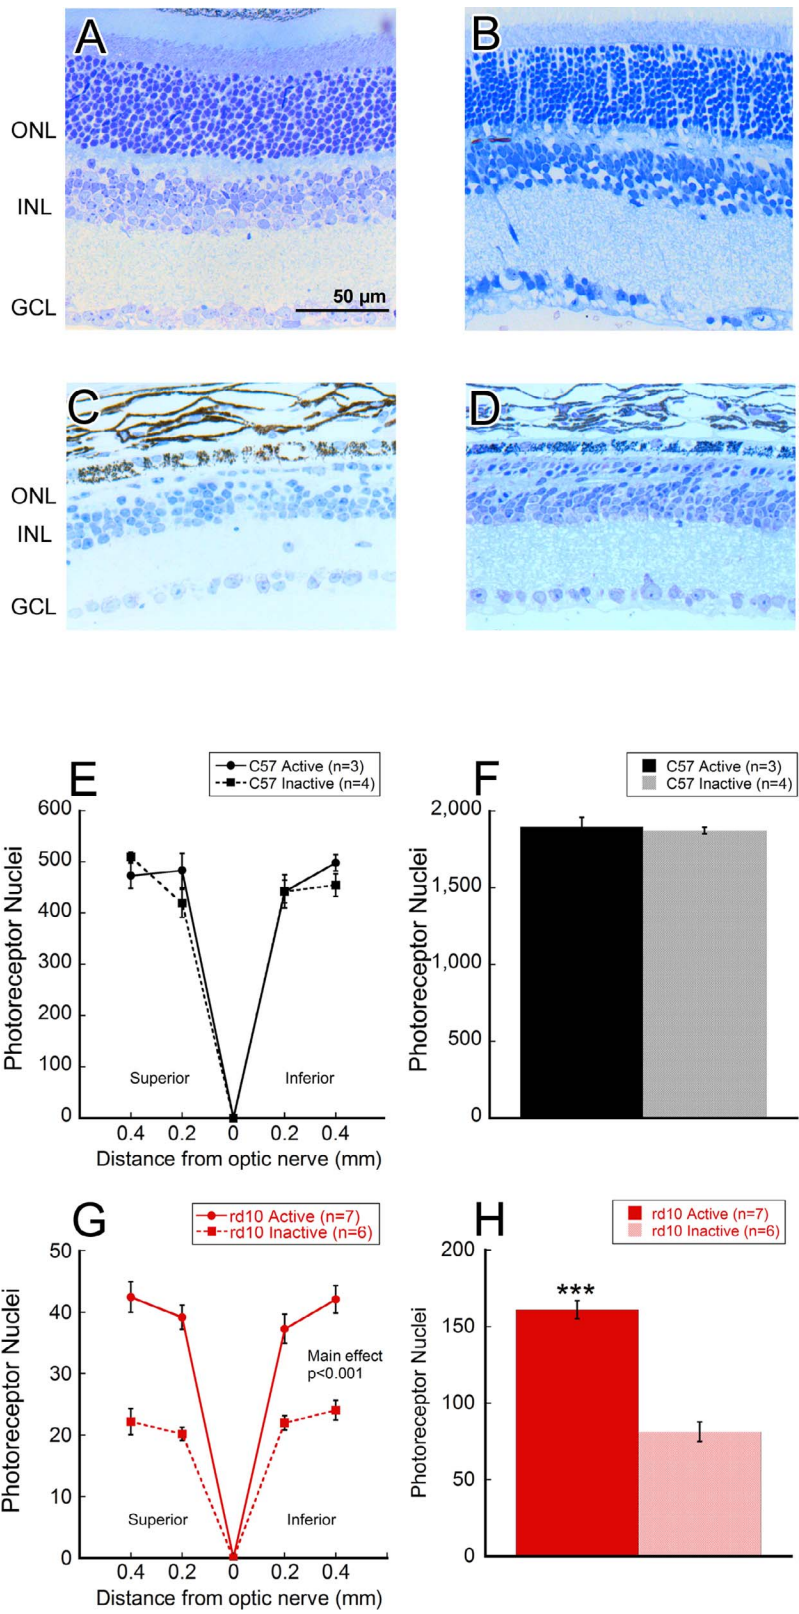 A
B
ONL
INL
GCL
50 µm
C
D
ONL
INL
GCL
E
C57 Active (n=3)
C57 Inactive (n=4)
600
500
400
300
200
100
0
Photoreceptor Nuclei
Superior
Inferior
0.4
0.2
0
0.2
0.4
Distance from optic nerve (mm)
F
C57 Active (n=3)
C57 Inactive (n=4)
2,000
1,500
1,000
500
0
Photoreceptor Nuclei
G
rd10 Active (n=7)
rd10 Inactive (n=6)
50
40
30
20
10
0
Photoreceptor Nuclei
Main effect
p<0.001
Superior
Inferior
0.4
0.2
0
0.2
0.4
Distance from optic nerve (mm)
H
rd10 Active (n=7)
rd10 Inactive (n=6)
200
150
100
50
0
Photoreceptor Nuclei
***